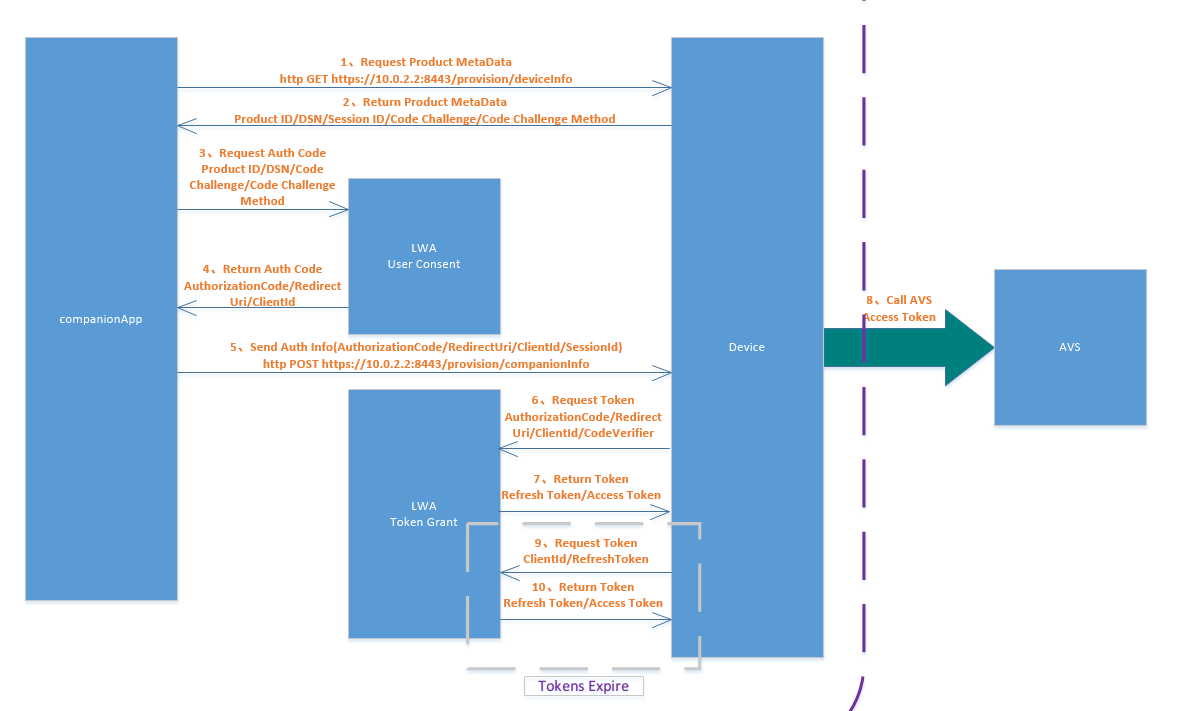 1、Request Product MetaData
http GET https://10.0.2.2:8443/provision/deviceInfo
2、Return Product MetaData
Product ID/DSN/Session ID/Code Challenge/Code Challenge Method
3、Request Auth Code
Product ID/DSN/Code
Challenge/Code Challenge
Method
LWA
User Consent
4、Return Auth Code
AuthorizationCode/Redirect
Uri/ClientId
companionApp
5、Send Auth Info(AuthorizationCode/RedirectUri/ClientId/SessionId)
http POST https://10.0.2.2:8443/provision/companionInfo
Device
8、Call AVS
Access Token
AVS
6、Request Token
AuthorizationCode/Redirect
Uri/ClientId/CodeVerifier
7、Return Token
Refresh Token/Access Token
LWA
Token Grant
9、Request Token
ClientId/RefreshToken
10、Return Token
Refresh Token/Access Token
Tokens Expire